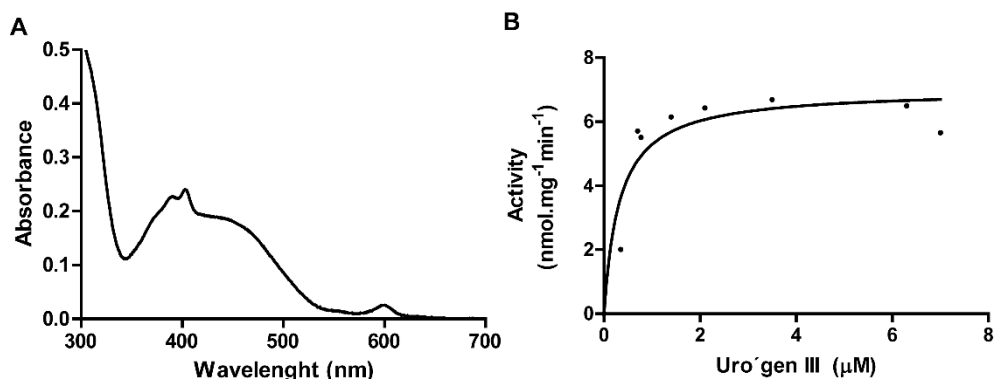 A
0.5
0.4
0.3
0.2
0.1
0.0
Absorbance
300 400 500 600 700
Wavelenght (nm)
B
8
6
4
2
0
Activity
(nmol.mg⁻¹min⁻¹)
0 2 4 6 8
Uro´gen III (μM)